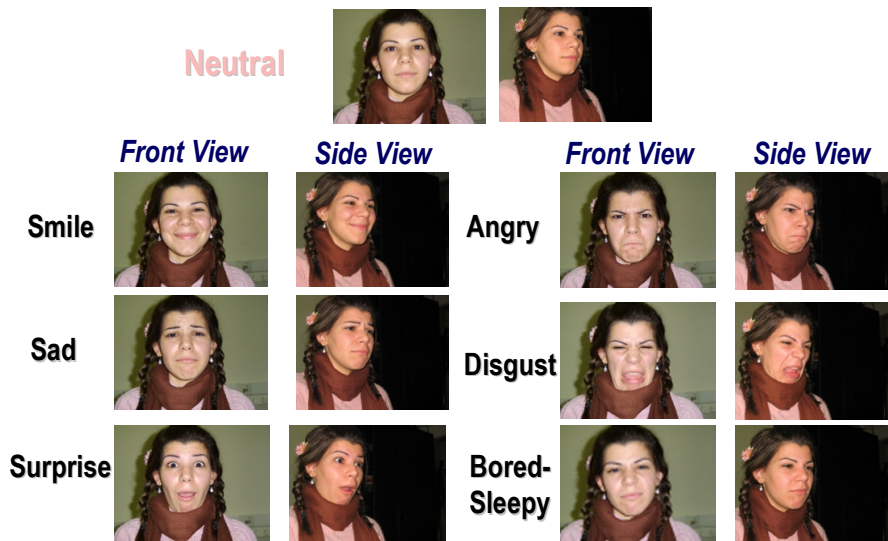 Neutral
Front View Side View Front View Side View
Smile
Angry
Sad
Disgust
Surprise
Bored-
Sleepy